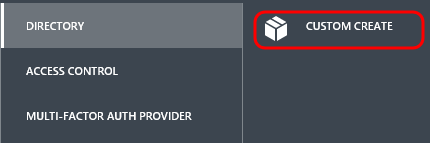 DIRECTORY
CUSTOM CREATE
ACCESS CONTROL
MULTI-FACTOR AUTH PROVIDER